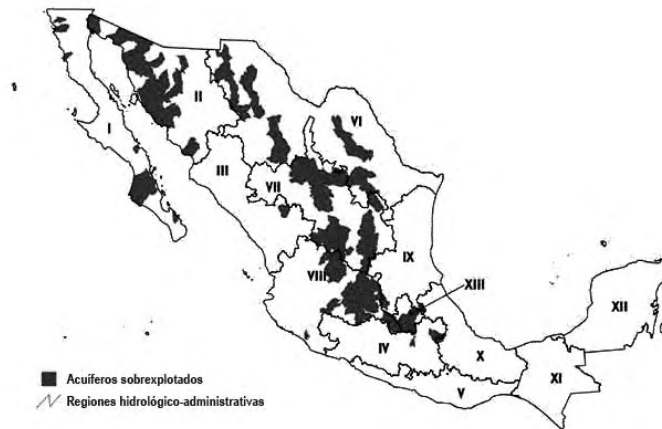 II
VI
I
III
VII
IX
VIII
XIII
XII
IV
X
XI
V
Acuíferos sobrexplotados
Regiones hidrológico-administrativas